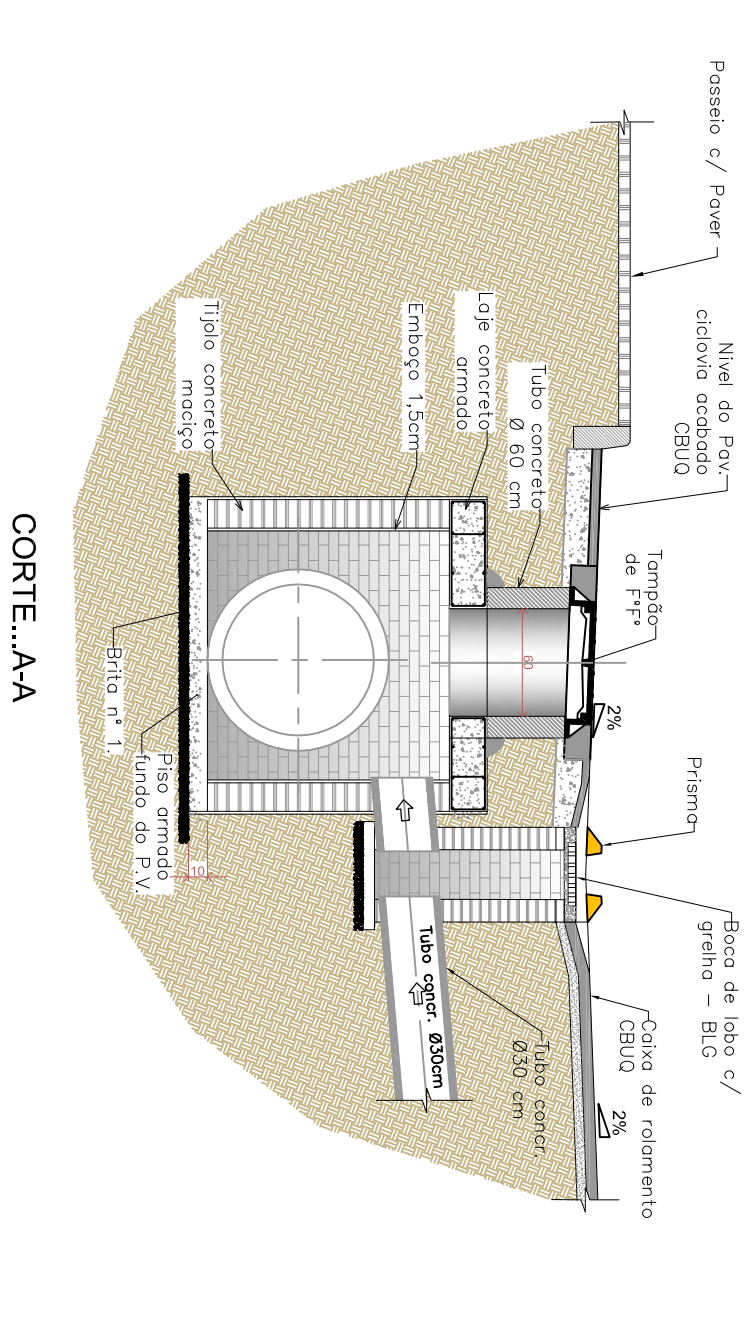 Passeio c/ Paver
Nivel do Pav.
ciclovia acabado
CBUQ
Tampão
de F°F°
2%
Prisma
Boca de lobo c/
grelha – BLG
Caixa de rolamento
CBUQ
2%
Tubo concreto
Ø 60 cm
Laje concreto
armado
Emboço 1,5cm
Tijolo concreto
maciço
60
10
Tubo concr. Ø30cm
Tubo concr.
Ø30 cm
Piso armado
fundo do P.V.
Brita n° 1.
CORTE...A-A